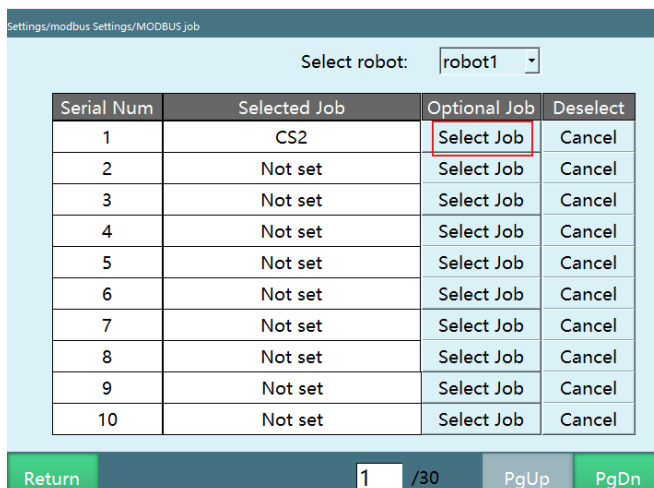 Settings/modbus Settings/MODBUS job
Select robot: robot1
Serial Num Selected Job Optional Job Deselect
1 CS2 Select Job Cancel
2 Not set Select Job Cancel
3 Not set Select Job Cancel
4 Not set Select Job Cancel
5 Not set Select Job Cancel
6 Not set Select Job Cancel
7 Not set Select Job Cancel
8 Not set Select Job Cancel
9 Not set Select Job Cancel
10 Not set Select Job Cancel
Return 1 /30 PgUp PgDn